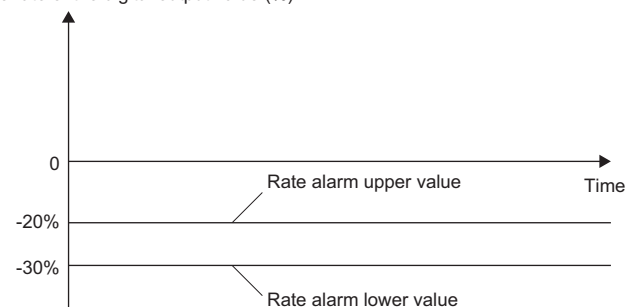 0
Rate alarm upper value
Time
-20%
-30%
Rate alarm lower value